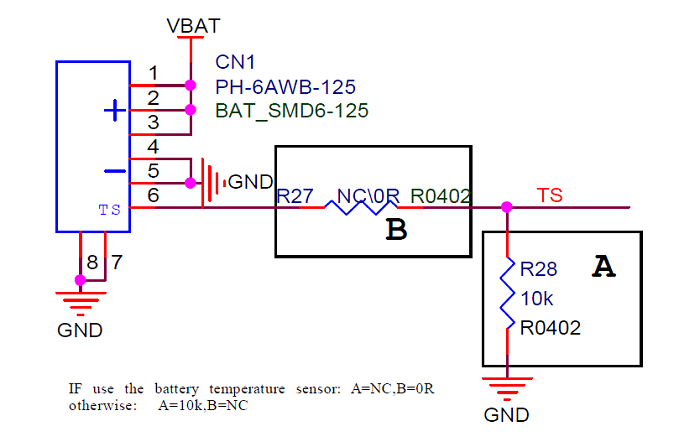 VBAT
CN1
PH-6AWB-125
BAT_SMD6-125
1
2
3
4
5
6
+
−
TS
GND
R27 NC\0R R0402
B
TS
8 7
GND
R28
10k
R0402
A
GND
IF use the battery temperature sensor: A=NC,B=0R
otherwise: A=10k,B=NC